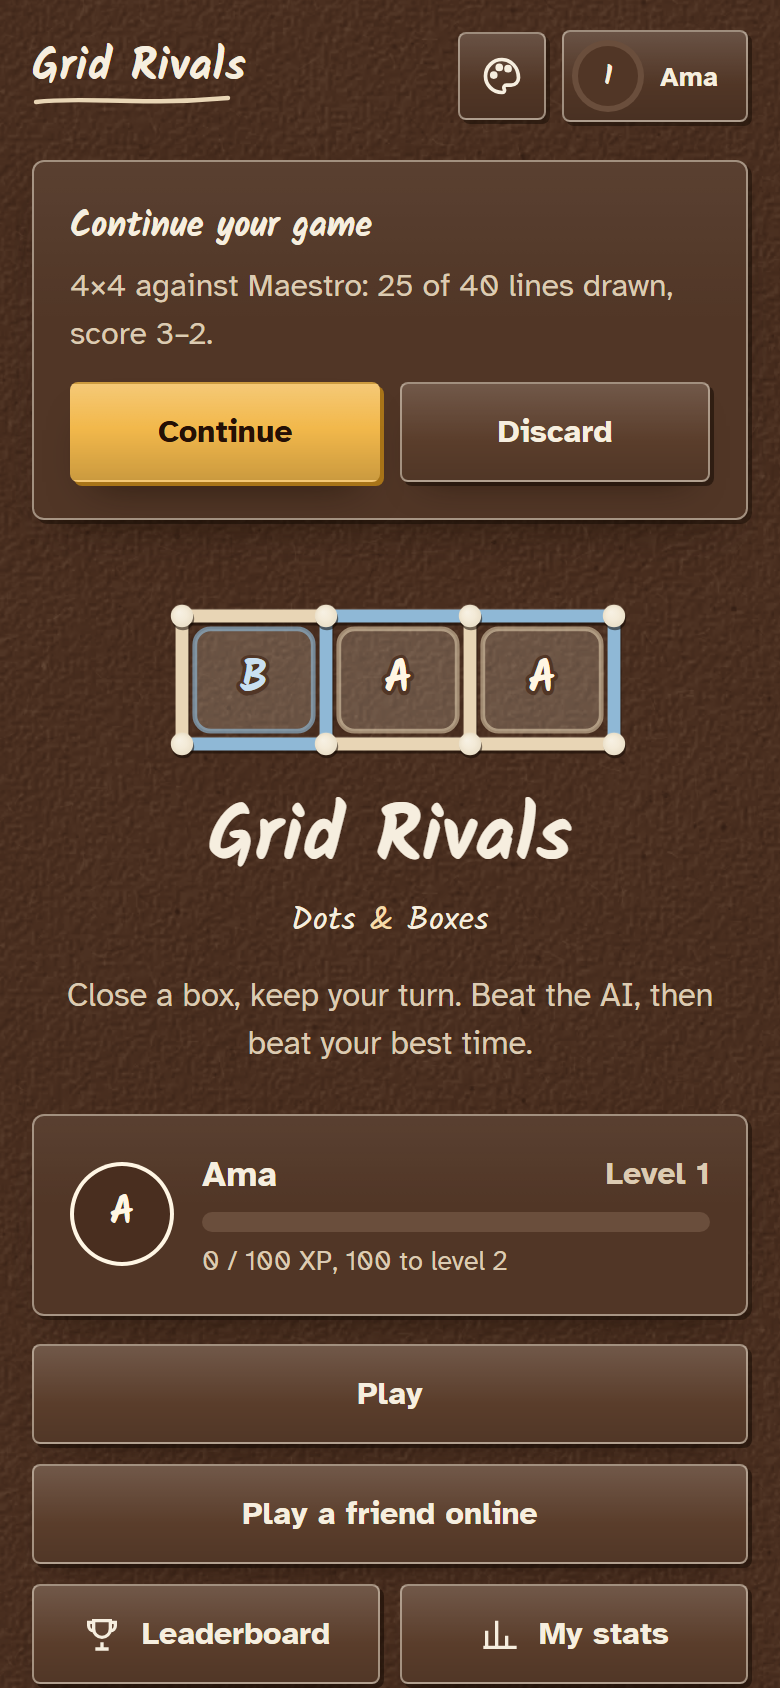 Grid Rivals
1 Ama
Continue your game
4×4 against Maestro: 25 of 40 lines drawn,
score 3–2.
Continue Discard
B A A
Grid Rivals
Dots & Boxes
Close a box, keep your turn. Beat the AI, then
beat your best time.
A Ama Level 1
0 / 100 XP, 100 to level 2
Play
Play a friend online
Leaderboard My stats